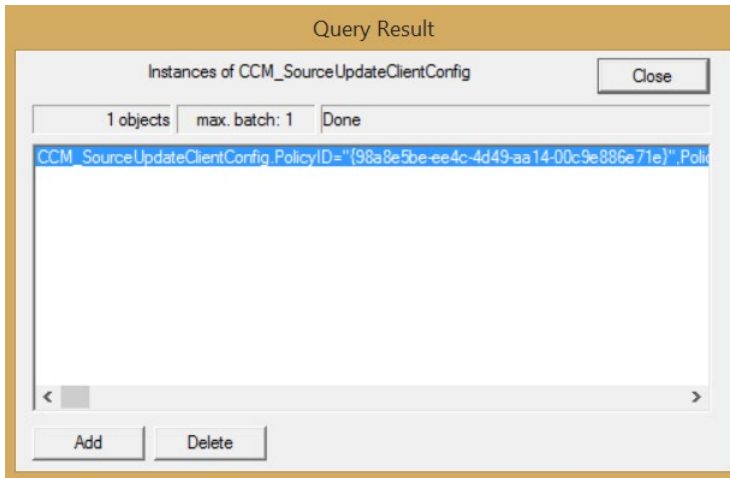 Query Result
Instances of CCM_SourceUpdateClientConfig
Close
1 objects
max. batch: 1
Done
CCM_SourceUpdateClientConfig.PolicyID="{98a8e5be-ee4c-4d49-aa14-00c9e886e71e}",Polic
Add
Delete